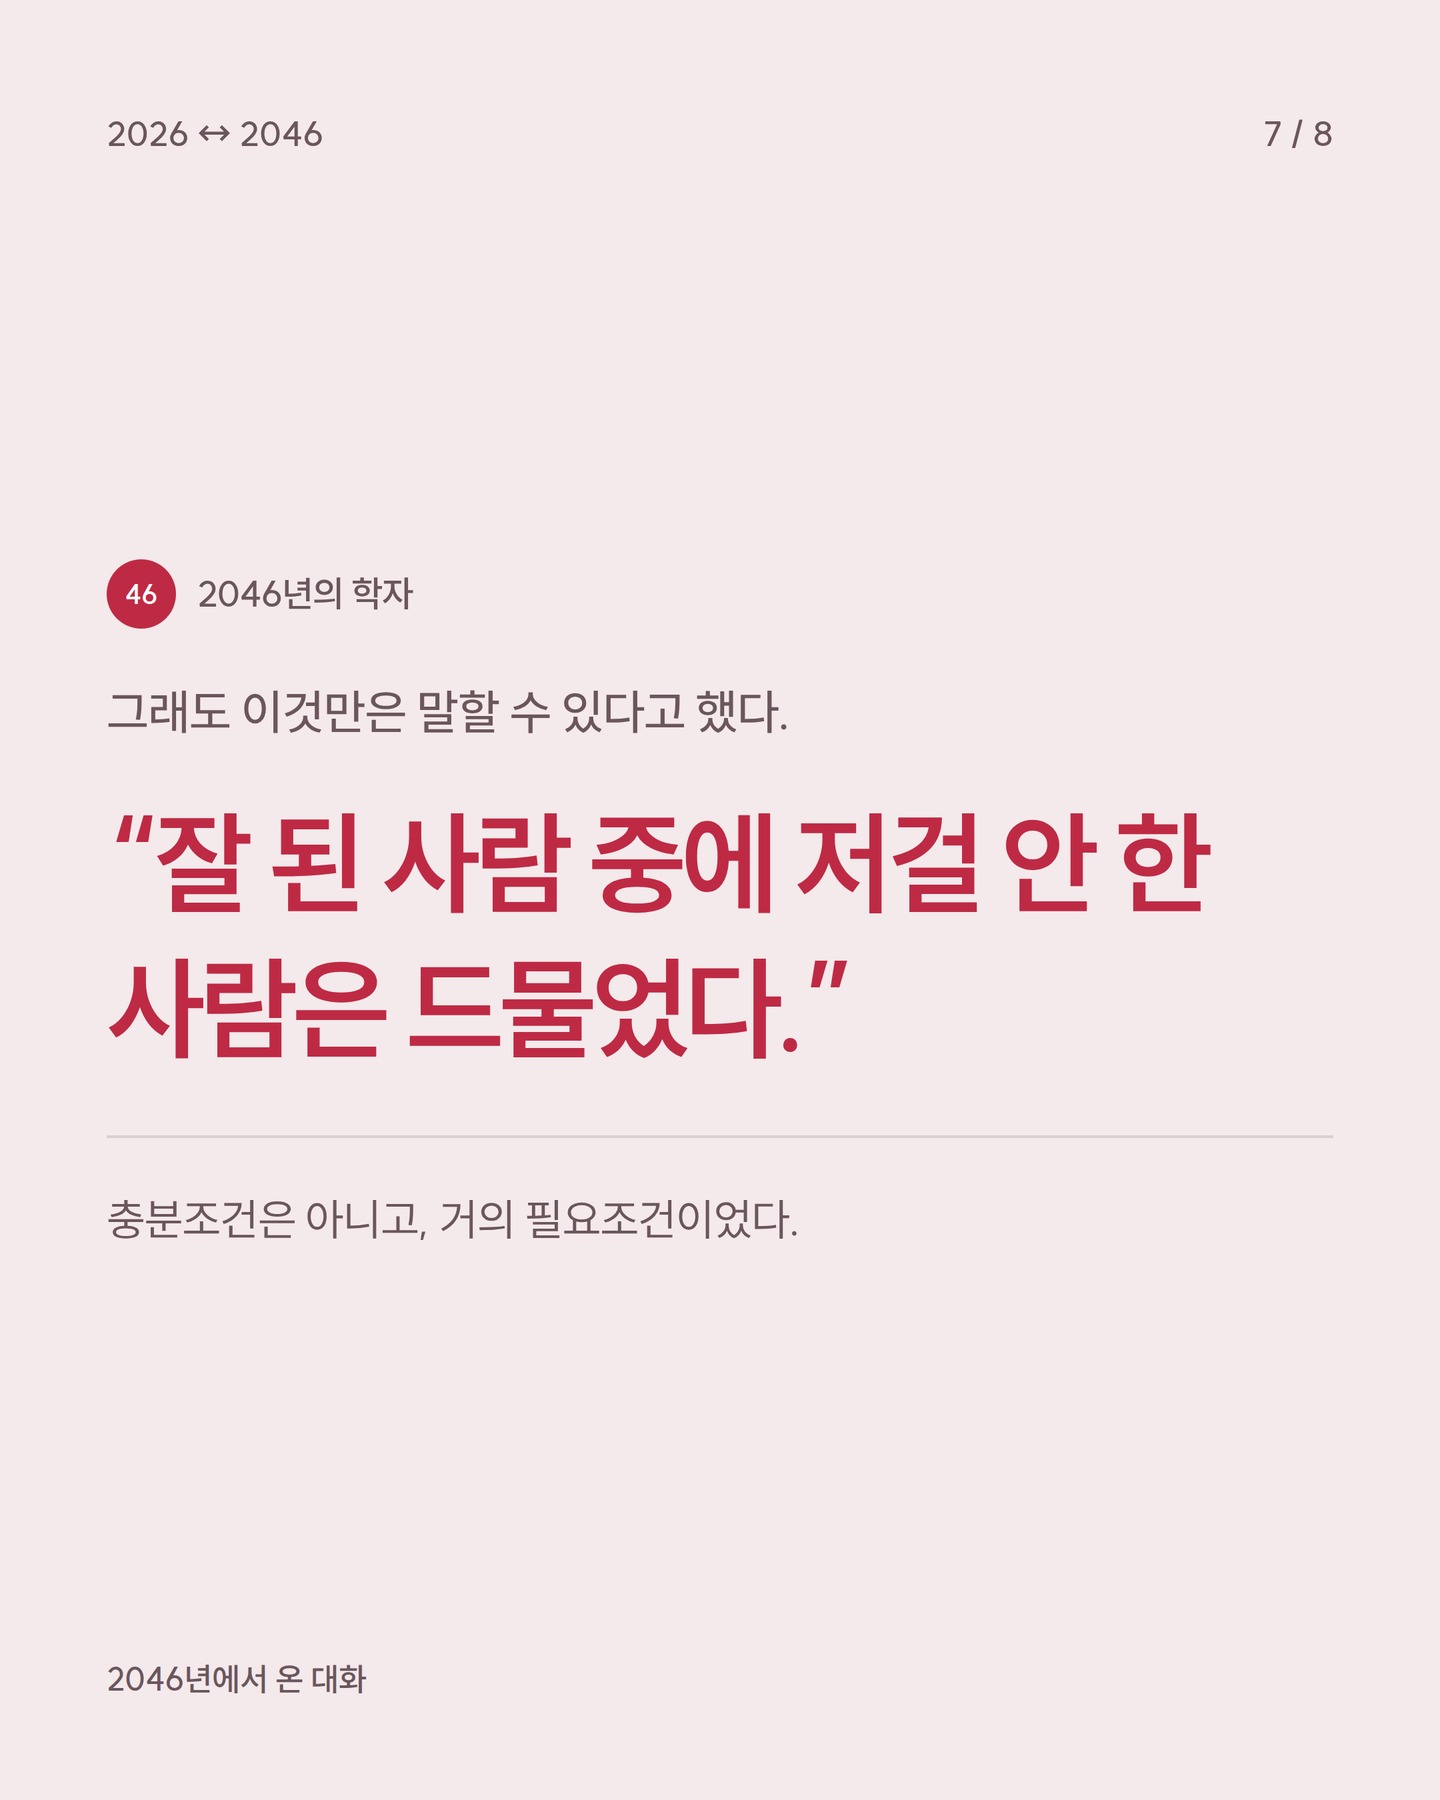 2026 ↔ 2046
7 / 8
46
2046년의 학자
그래도 이것만은 말할 수 있다고 했다.
“잘 된 사람 중에 저걸 안 한
사람은 드물었다.”
충분조건은 아니고, 거의 필요조건이었다.
2046년에서 온 대화